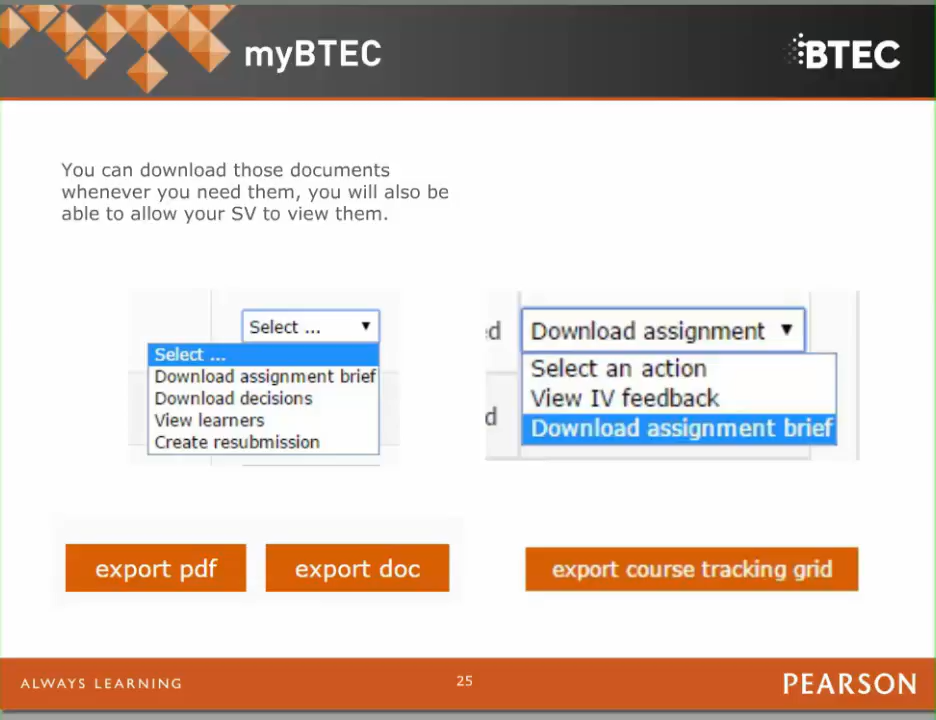 myBTEC
BTEC
You can download those documents
whenever you need them, you will also be
able to allow your SV to view them.
Select ...
Select ...
Download assignment brief
Download decisions
View learners
Create resubmission
ed
d
Download assignment
Select an action
View IV feedback
Download assignment brief
export pdf
export doc
export course tracking grid
ALWAYS LEARNING
25
PEARSON